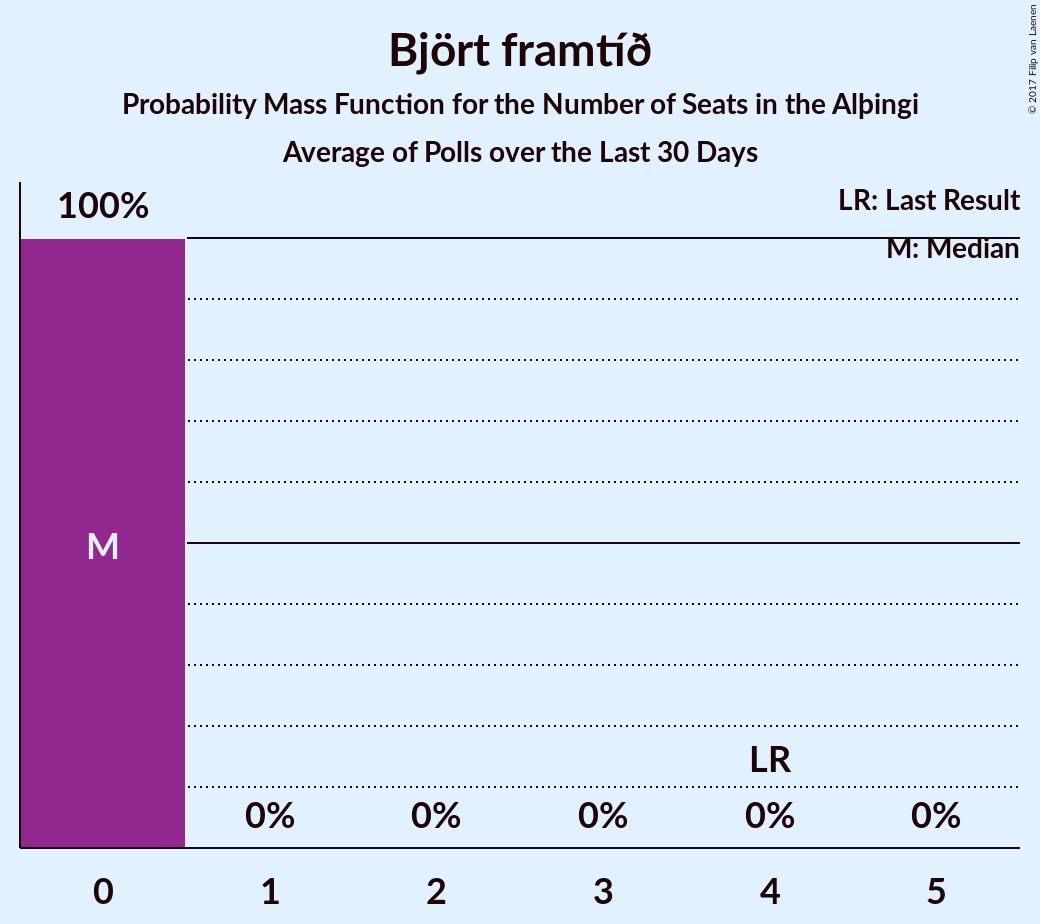 Björt framtíð
Probability Mass Function for the Number of Seats in the Alþingi
Average of Polls over the Last 30 Days
© 2017 Filip van Laenen
100%
LR: Last Result
M: Median
M
LR
0% 0% 0% 0% 0%
0 1 2 3 4 5